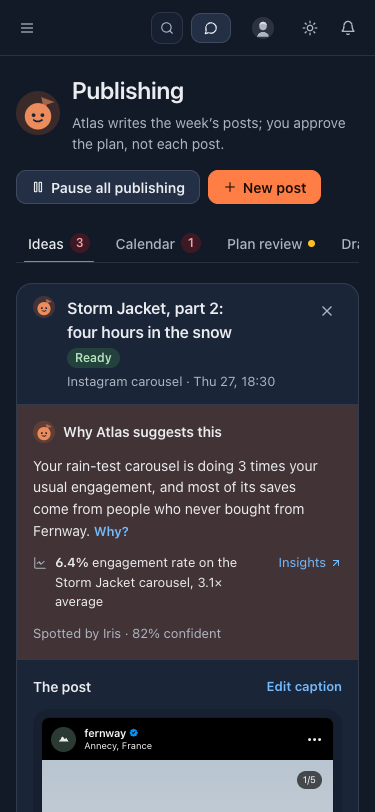 Publishing
Atlas writes the week's posts; you approve
the plan, not each post.
Pause all publishing
New post
Ideas 3
Calendar 1
Plan review
Dra
Storm Jacket, part 2:
four hours in the snow
Ready
Instagram carousel · Thu 27, 18:30
Why Atlas suggests this
Your rain-test carousel is doing 3 times your
usual engagement, and most of its saves
come from people who never bought from
Fernway. Why?
6.4% engagement rate on the
Storm Jacket carousel, 3.1×
average
Insights
Spotted by Iris · 82% confident
The post
Edit caption
fernway
Annecy, France
1/5